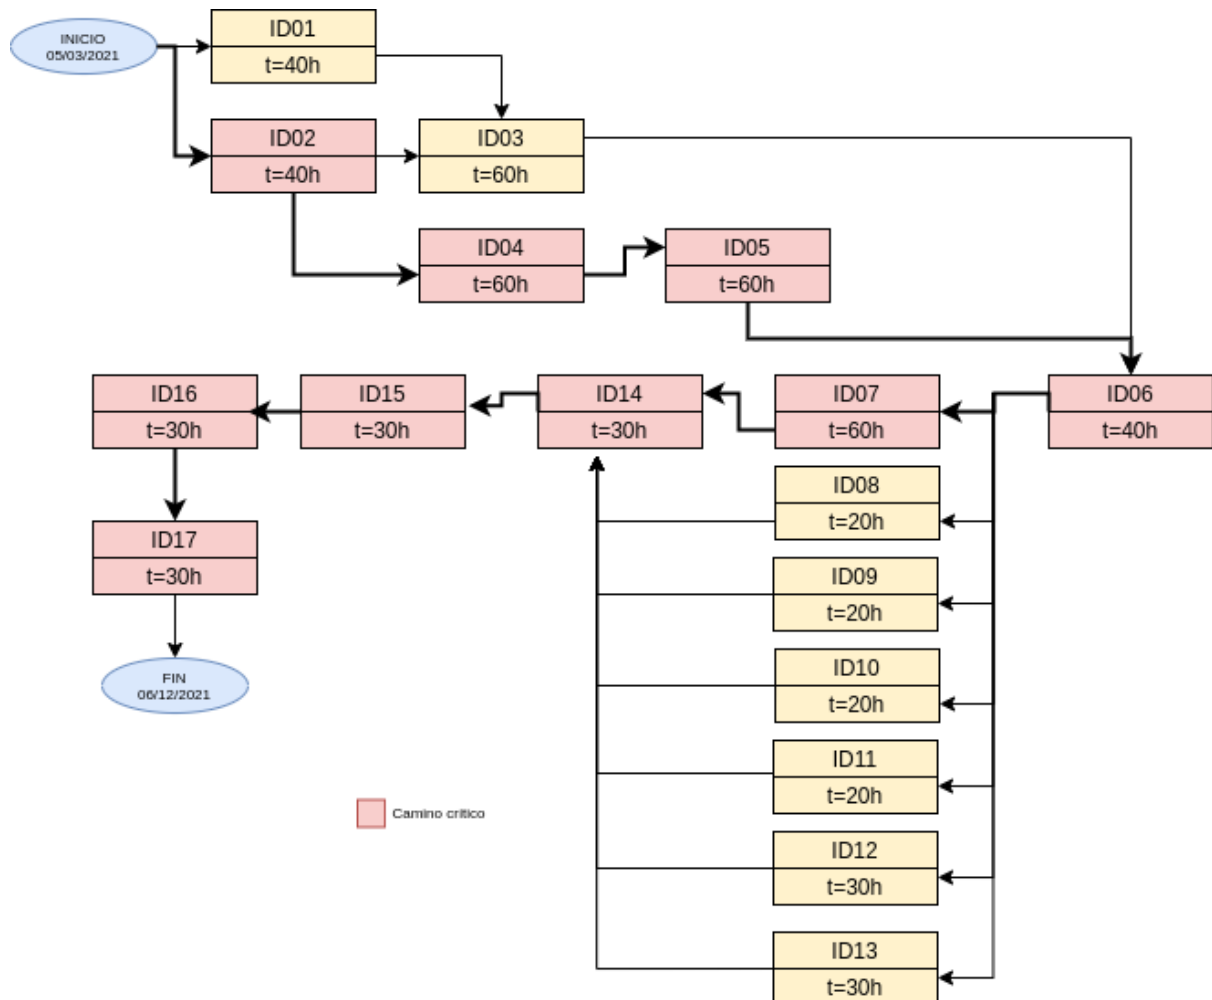 INICIO
05/03/2021
ID01
t=40h
ID02
t=40h
ID03
t=60h
ID04
t=60h
ID05
t=60h
ID16
t=30h
ID15
t=30h
ID14
t=30h
ID07
t=60h
ID06
t=40h
ID08
t=20h
ID17
t=30h
ID09
t=20h
FIN
06/12/2021
ID10
t=20h
ID11
t=20h
Camino crítico
ID12
t=30h
ID13
t=30h